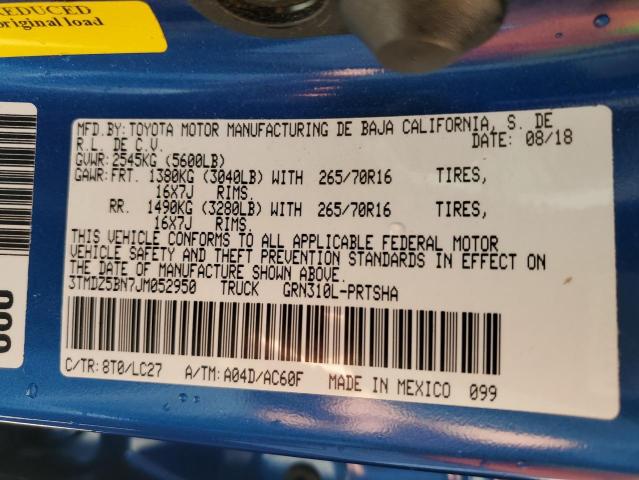 REDUCED
original load
MFD.BY: TOYOTA MOTOR MANUFACTURING DE BAJA CALIFORNIA, S. DE
R.L. DE C.V. DATE: 08/18
GVWR: 2545KG (5600LB)
GAWR: FRT. 1380KG (3040LB) WITH 265/70R16 TIRES,
16X7J RIMS.
RR. 1490KG (3280LB) WITH 265/70R16 TIRES,
16X7J RIMS.
THIS VEHICLE CONFORMS TO ALL APPLICABLE FEDERAL MOTOR
VEHICLE SAFETY AND THEFT PREVENTION STANDARDS IN EFFECT ON
THE DATE OF MANUFACTURE SHOWN ABOVE.
3TMDZ5BN7JM052950 TRUCK GRN310L-PRTSHA
C/TR: 8T0/LC27 A/TM: A04D/AC60F MADE IN MEXICO 099